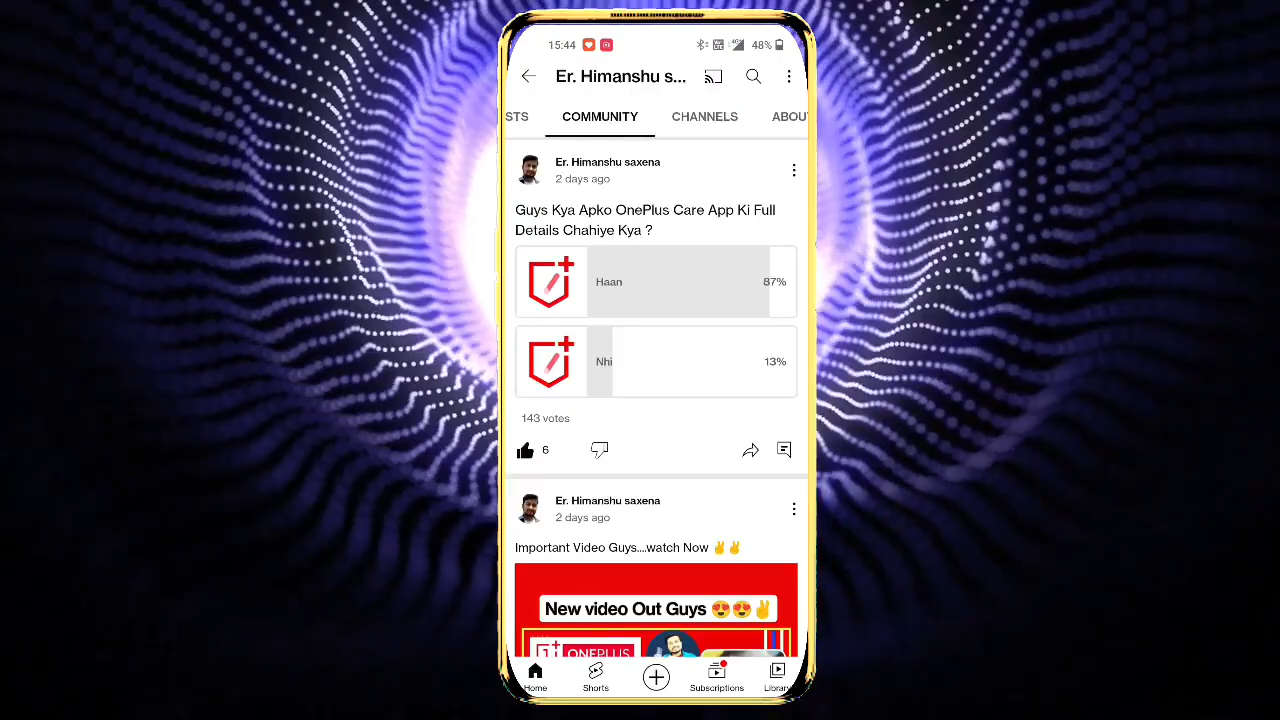 15:44 48%
Er. Himanshu s...
STS COMMUNITY CHANNELS ABOU
Er. Himanshu saxena
2 days ago
Guys Kya Apko OnePlus Care App Ki Full
Details Chahiye Kya ?
Haan 87%
Nhi 13%
143 votes
6
Er. Himanshu saxena
2 days ago
Important Video Guys....watch Now ✌️✌️
New video Out Guys 😍😍✌️
ONEPLUS
Home Shorts Subscriptions Library